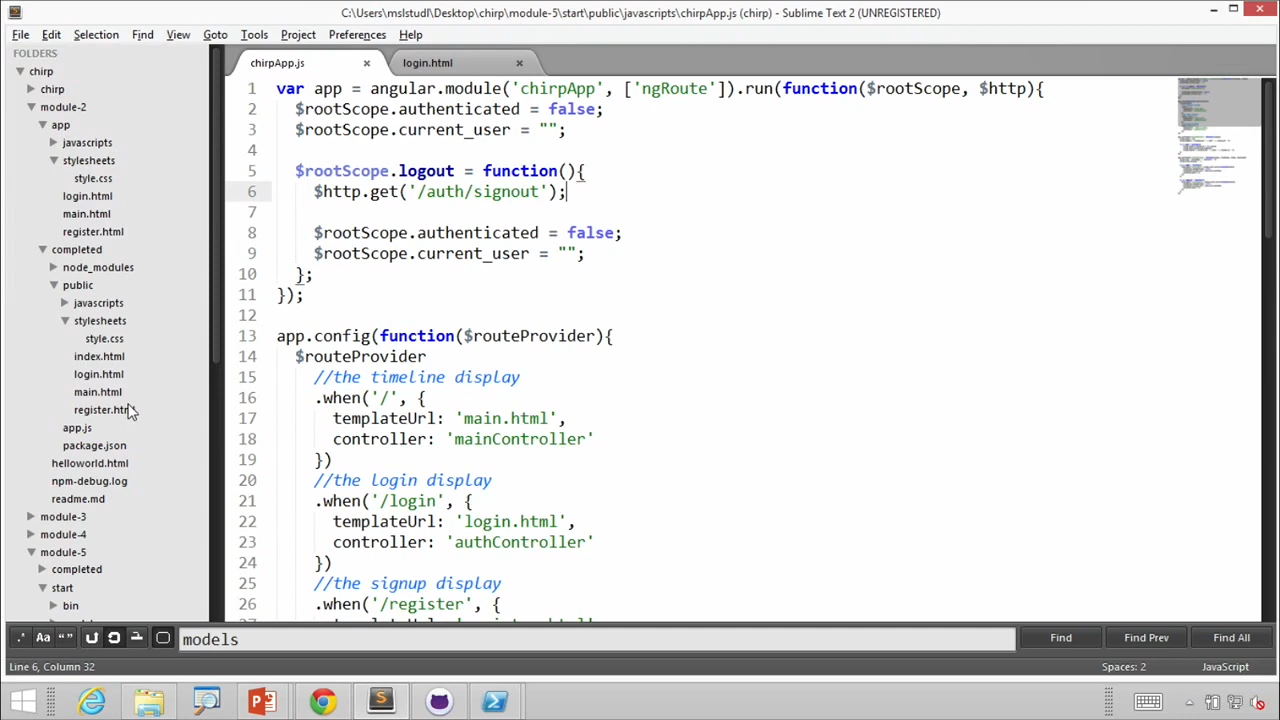 C:\Users\mslstudl\Desktop\chirp\module-5\start\public\javascripts\chirpApp.js (chirp) - Sublime Text 2 (UNREGISTERED)
File Edit Selection Find View Goto Tools Project Preferences Help
FOLDERS
chirp
chirp
module-2
app
javascripts
stylesheets
style.css
login.html
main.html
register.html
completed
node_modules
public
javascripts
stylesheets
style.css
index.html
login.html
main.html
register.htm
app.js
package.json
helloworld.html
npm-debug.log
readme.md
module-3
module-4
module-5
completed
start
bin
chirpApp.js × login.html ×
1 var app = angular.module('chirpApp', ['ngRoute']).run(function($rootScope, $http){
2 $rootScope.authenticated = false;
3 $rootScope.current_user = "";
4
5 $rootScope.logout = function(){
6 $http.get('/auth/signout');
7
8 $rootScope.authenticated = false;
9 $rootScope.current_user = "";
10 };
11 });
12
13 app.config(function($routeProvider){
14 $routeProvider
15 //the timeline display
16 .when('/', {
17 templateUrl: 'main.html',
18 controller: 'mainController'
19 })
20 //the login display
21 .when('/login', {
22 templateUrl: 'login.html',
23 controller: 'authController'
24 })
25 //the signup display
26 .when('/register', {
.* Aa “” models Find Find Prev Find All
Line 6, Column 32 Spaces: 2 JavaScript